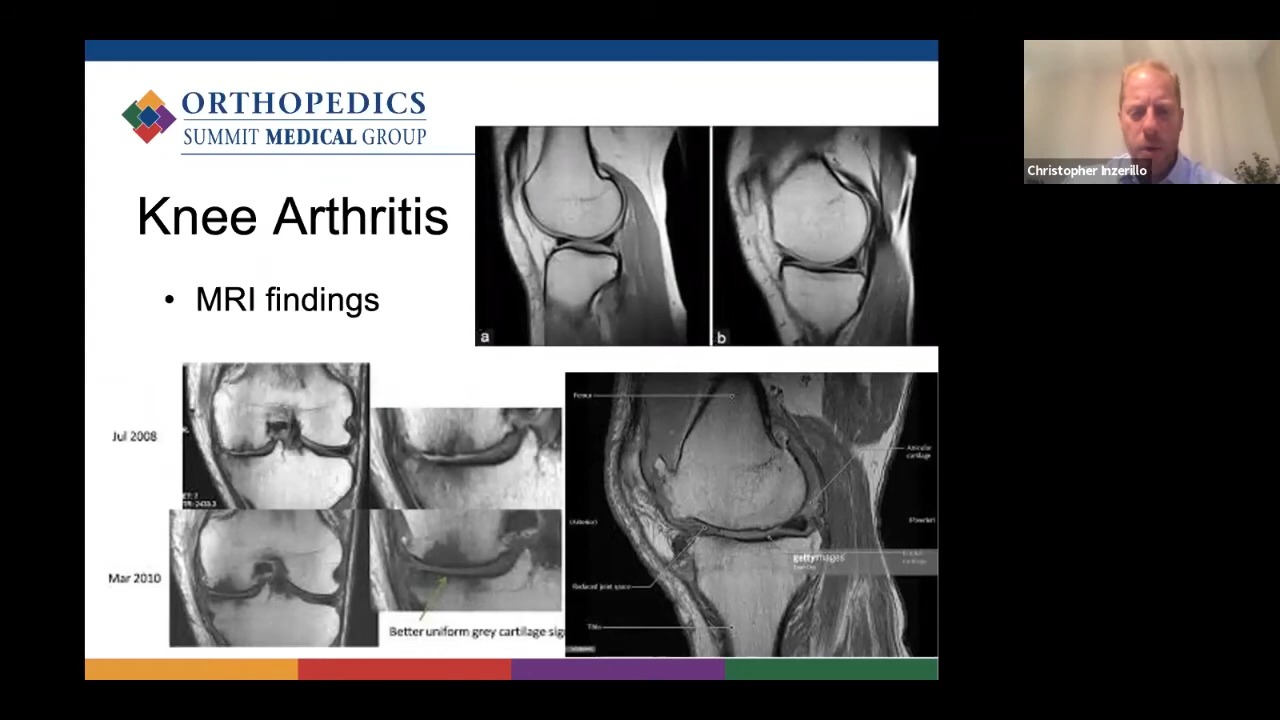 ORTHOPEDICS
SUMMIT MEDICAL GROUP
Knee Arthritis
• MRI findings
a
b
Jul 2008
Mar 2010
Better uniform grey cartilage sig
Femur
Articular
cartilage
(Anterior)
(Posterior)
gettyimages
Reduced joint space
Tibia
Christopher Inzerillo